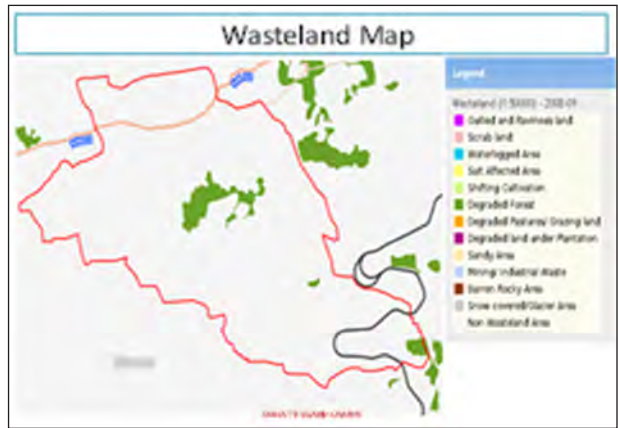 Wasteland Map
Legend
Wasteland (1:50000) - 2008-09
Gullied and Ravinous land
Scrub land
Waterlogged Area
Salt Affected Area
Shifting Cultivation
Degraded Forest
Degraded Pastures/ Grazing land
Degraded land under Plantation
Sandy Area
Mining/ Industrial Waste
Barren Rocky Area
Snow covered/Glacier Area
Non Wasteland Area